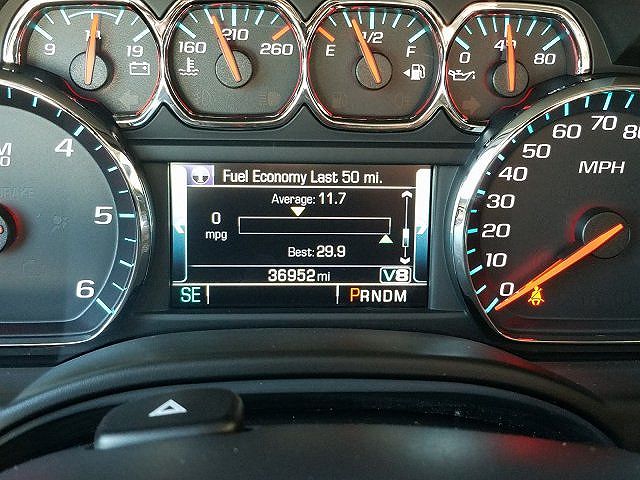 9 19
160 210 260
E 1/2 F
0 40 80
4
5
6
Fuel Economy Last 50 mi.
Average: 11.7
0
mpg
Best: 29.9
36952 mi V8
SE PRNDM
80
70
60
50
40
30
20
10
0
MPH